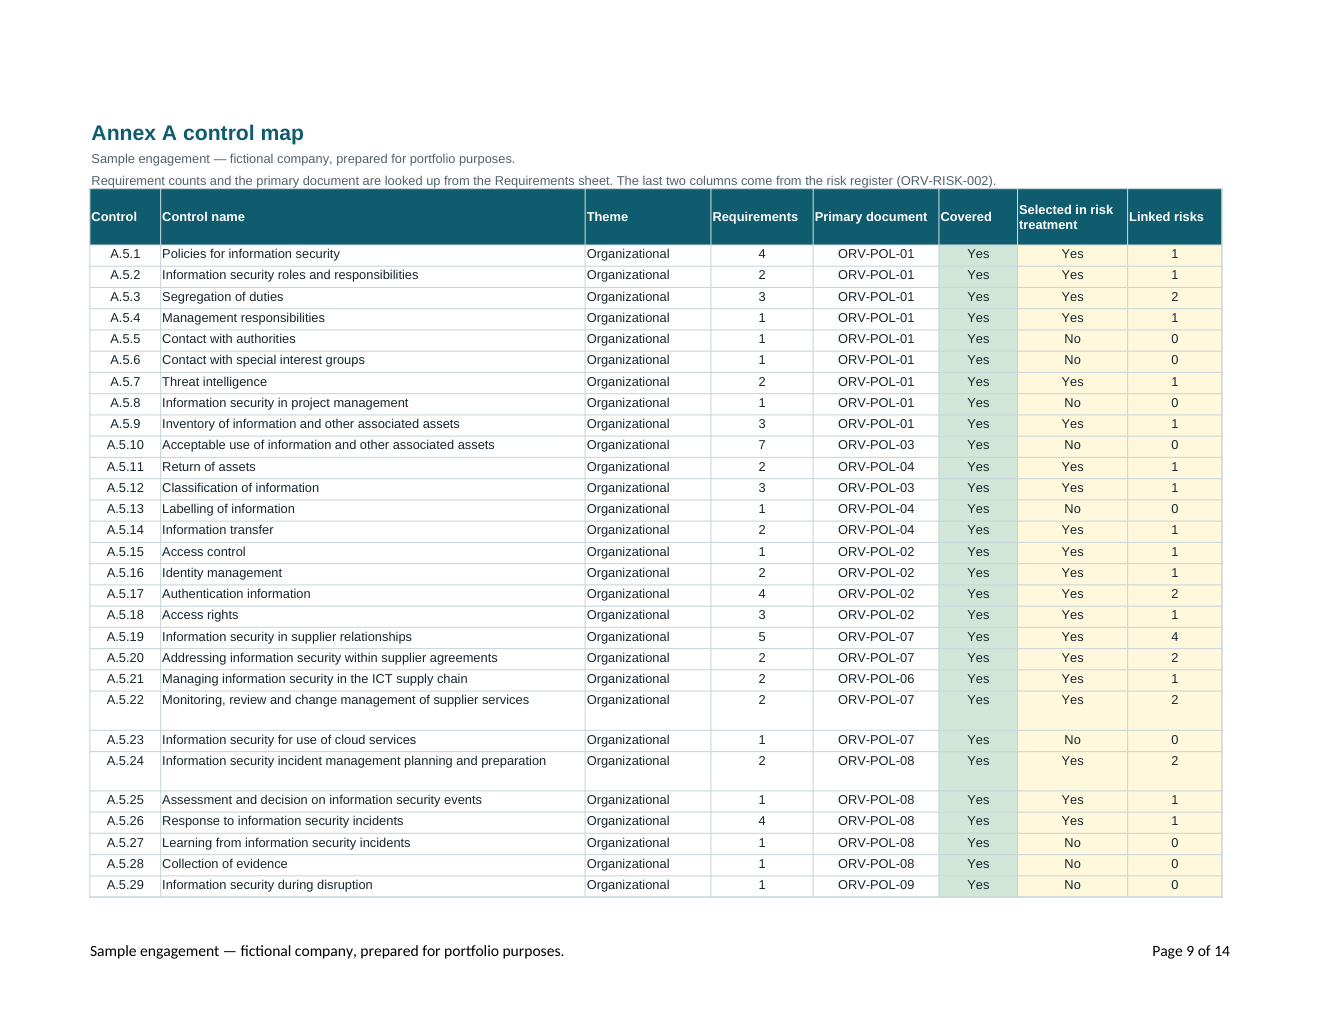 Annex A control map
Sample engagement — fictional company, prepared for portfolio purposes.
Requirement counts and the primary document are looked up from the Requirements sheet. The last two columns come from the risk register (ORV-RISK-002).
Control Control name Theme Requirements Primary document Covered Selected in risk treatment Linked risks
A.5.1 Policies for information security Organizational 4 ORV-POL-01 Yes Yes 1
A.5.2 Information security roles and responsibilities Organizational 2 ORV-POL-01 Yes Yes 1
A.5.3 Segregation of duties Organizational 3 ORV-POL-01 Yes Yes 2
A.5.4 Management responsibilities Organizational 1 ORV-POL-01 Yes Yes 1
A.5.5 Contact with authorities Organizational 1 ORV-POL-01 Yes No 0
A.5.6 Contact with special interest groups Organizational 1 ORV-POL-01 Yes No 0
A.5.7 Threat intelligence Organizational 2 ORV-POL-01 Yes Yes 1
A.5.8 Information security in project management Organizational 1 ORV-POL-01 Yes No 0
A.5.9 Inventory of information and other associated assets Organizational 3 ORV-POL-01 Yes Yes 1
A.5.10 Acceptable use of information and other associated assets Organizational 7 ORV-POL-03 Yes No 0
A.5.11 Return of assets Organizational 2 ORV-POL-04 Yes Yes 1
A.5.12 Classification of information Organizational 3 ORV-POL-03 Yes Yes 1
A.5.13 Labelling of information Organizational 1 ORV-POL-04 Yes No 0
A.5.14 Information transfer Organizational 2 ORV-POL-04 Yes Yes 1
A.5.15 Access control Organizational 1 ORV-POL-02 Yes Yes 1
A.5.16 Identity management Organizational 2 ORV-POL-02 Yes Yes 1
A.5.17 Authentication information Organizational 4 ORV-POL-02 Yes Yes 2
A.5.18 Access rights Organizational 3 ORV-POL-02 Yes Yes 1
A.5.19 Information security in supplier relationships Organizational 5 ORV-POL-07 Yes Yes 4
A.5.20 Addressing information security within supplier agreements Organizational 2 ORV-POL-07 Yes Yes 2
A.5.21 Managing information security in the ICT supply chain Organizational 2 ORV-POL-06 Yes Yes 1
A.5.22 Monitoring, review and change management of supplier services Organizational 2 ORV-POL-07 Yes Yes 2
A.5.23 Information security for use of cloud services Organizational 1 ORV-POL-07 Yes No 0
A.5.24 Information security incident management planning and preparation Organizational 2 ORV-POL-08 Yes Yes 2
A.5.25 Assessment and decision on information security events Organizational 1 ORV-POL-08 Yes Yes 1
A.5.26 Response to information security incidents Organizational 4 ORV-POL-08 Yes Yes 1
A.5.27 Learning from information security incidents Organizational 1 ORV-POL-08 Yes No 0
A.5.28 Collection of evidence Organizational 1 ORV-POL-08 Yes No 0
A.5.29 Information security during disruption Organizational 1 ORV-POL-09 Yes No 0
Sample engagement — fictional company, prepared for portfolio purposes. Page 9 of 14